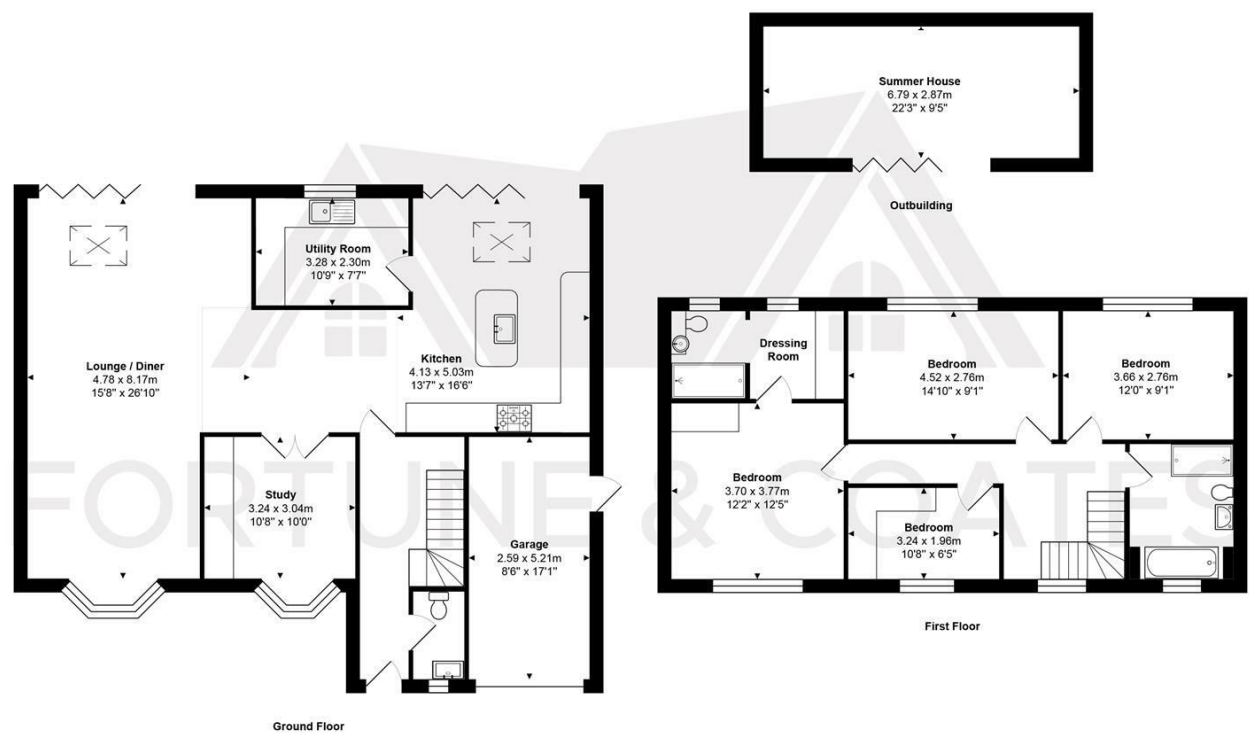 Summer House
6.79 x 2.87m
22'3" x 9'5"
Outbuilding
Utility Room
3.28 x 2.30m
10'9" x 7'7"
Lounge / Diner
4.78 x 8.17m
15'8" x 26'10"
Kitchen
4.13 x 5.03m
13'7" x 16'6"
Study
3.24 x 3.04m
10'8" x 10'0"
Garage
2.59 x 5.21m
8'6" x 17'1"
Ground Floor
Dressing
Room
Bedroom
4.52 x 2.76m
14'10" x 9'1"
Bedroom
3.66 x 2.76m
12'0" x 9'1"
Bedroom
3.70 x 3.77m
12'2" x 12'5"
Bedroom
3.24 x 1.96m
10'8" x 6'5"
First Floor
FORTUNE & COATES